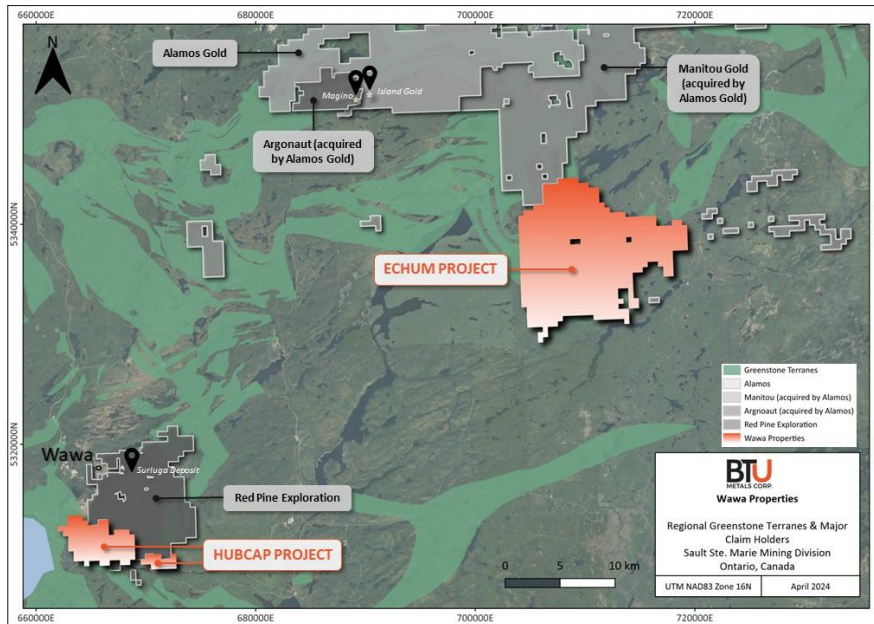 660000E
680000E
700000E
720000E
N
Alamos Gold
Manitou Gold
(acquired by
Alamos Gold)
Magino
Island Gold
Argonaut (acquired
by Alamos Gold)
5340000N
ECHUM PROJECT
Greenstone Terranes
Alamos
Manitou (acquired by Alamos)
Argnoaut (acquired by Alamos)
Red Pine Exploration
Wawa Properties
5320000N
Wawa
Surluga Deposit
Red Pine Exploration
HUBCAP PROJECT
0 5 10 km
BTU
METALS CORP.
Wawa Properties
Regional Greenstone Terranes & Major
Claim Holders
Sault Ste. Marie Mining Division
Ontario, Canada
UTM NAD83 Zone 16N
April 2024
660000E
680000E
700000E
720000E